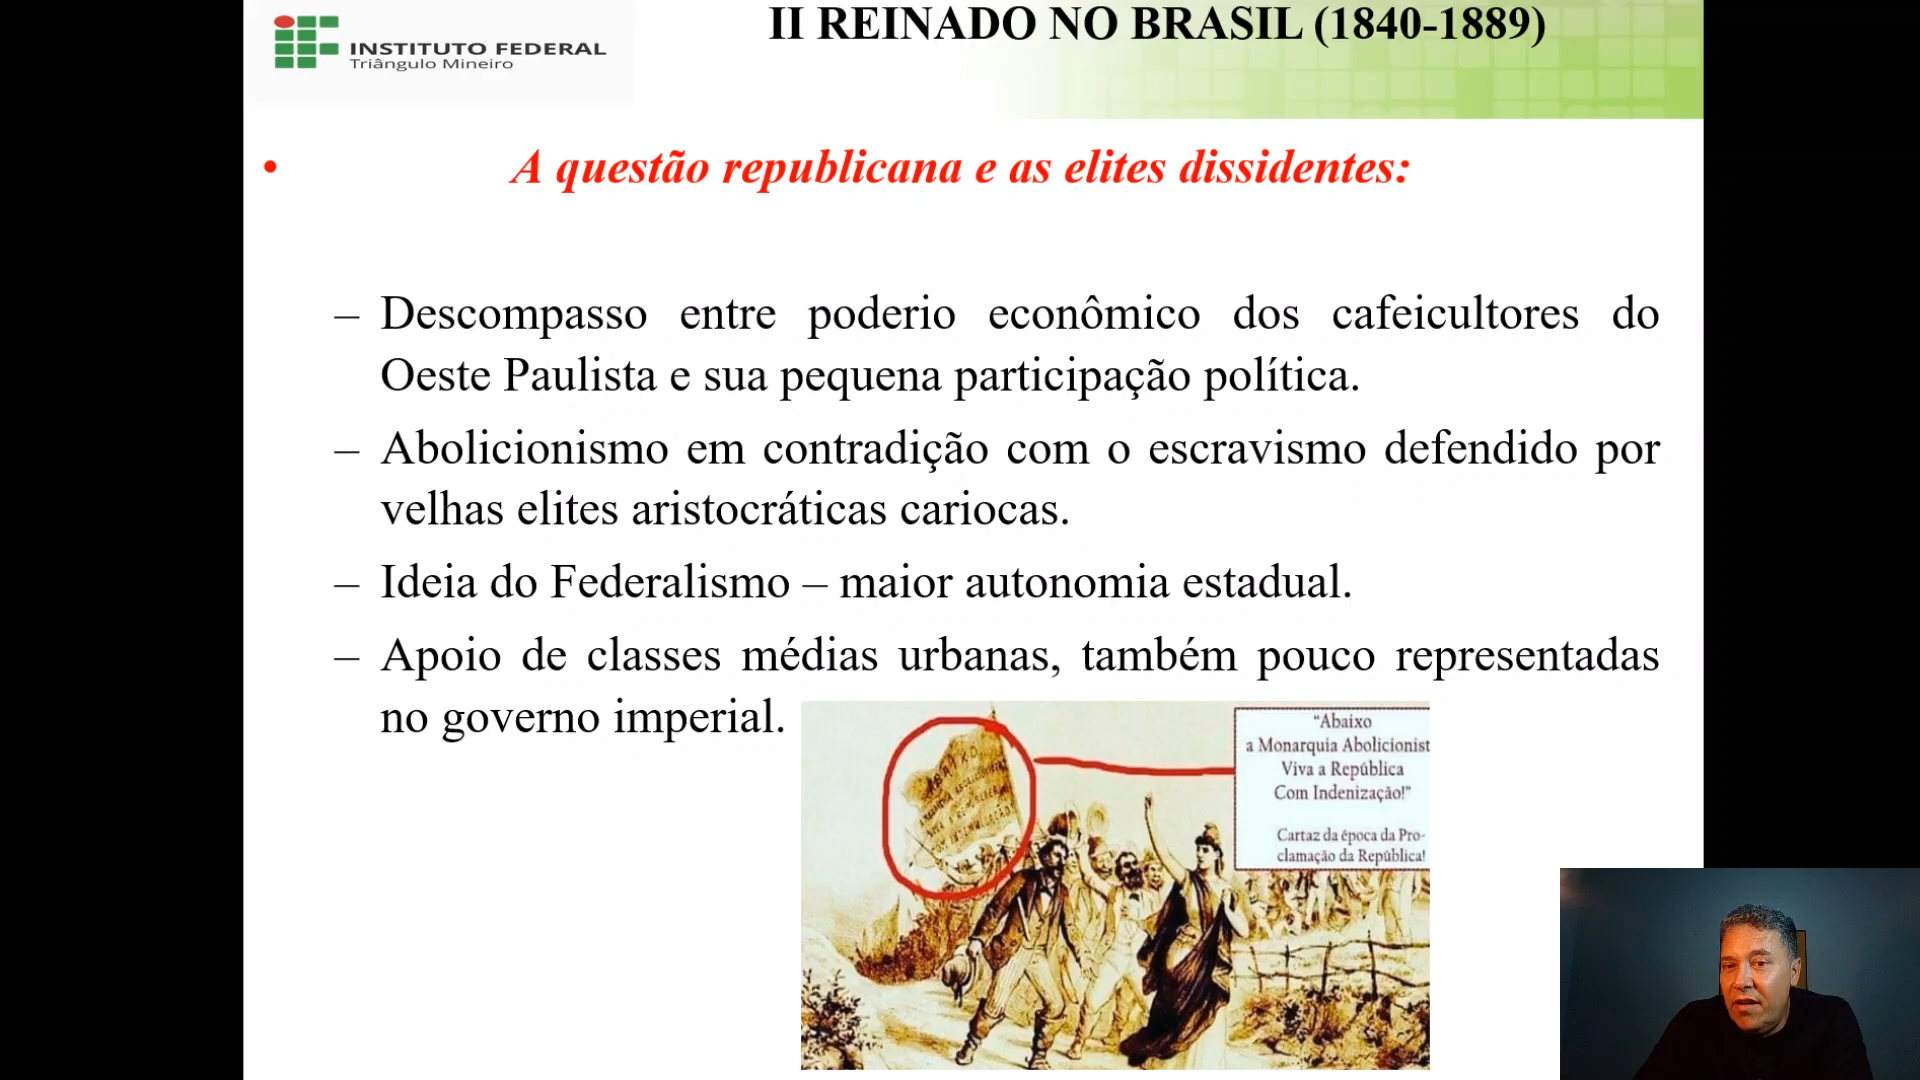 INSTITUTO FEDERAL
Triângulo Mineiro
II REINADO NO BRASIL (1840-1889)
• A questão republicana e as elites dissidentes:
– Descompasso entre poderio econômico dos cafeicultores do
Oeste Paulista e sua pequena participação política.
– Abolicionismo em contradição com o escravismo defendido por
velhas elites aristocráticas cariocas.
– Ideia do Federalismo – maior autonomia estadual.
– Apoio de classes médias urbanas, também pouco representadas
no governo imperial.
ABAIXO
"Abaixo
a Monarquia Abolicionist
Viva a República
Com Indenização!"
Cartaz da época da Pro-
clamação da República!